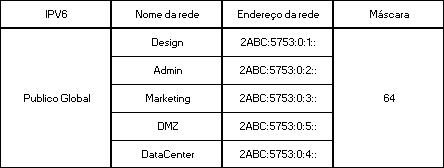 IPV6 Nome da rede Endereço da rede Máscara
Design 2ABC:5753:0:1::
Admin 2ABC:5753:0:2::
Publico Global Marketing 2ABC:5753:0:3:: 64
DMZ 2ABC:5753:0:5::
DataCenter 2ABC:5753:0:4::